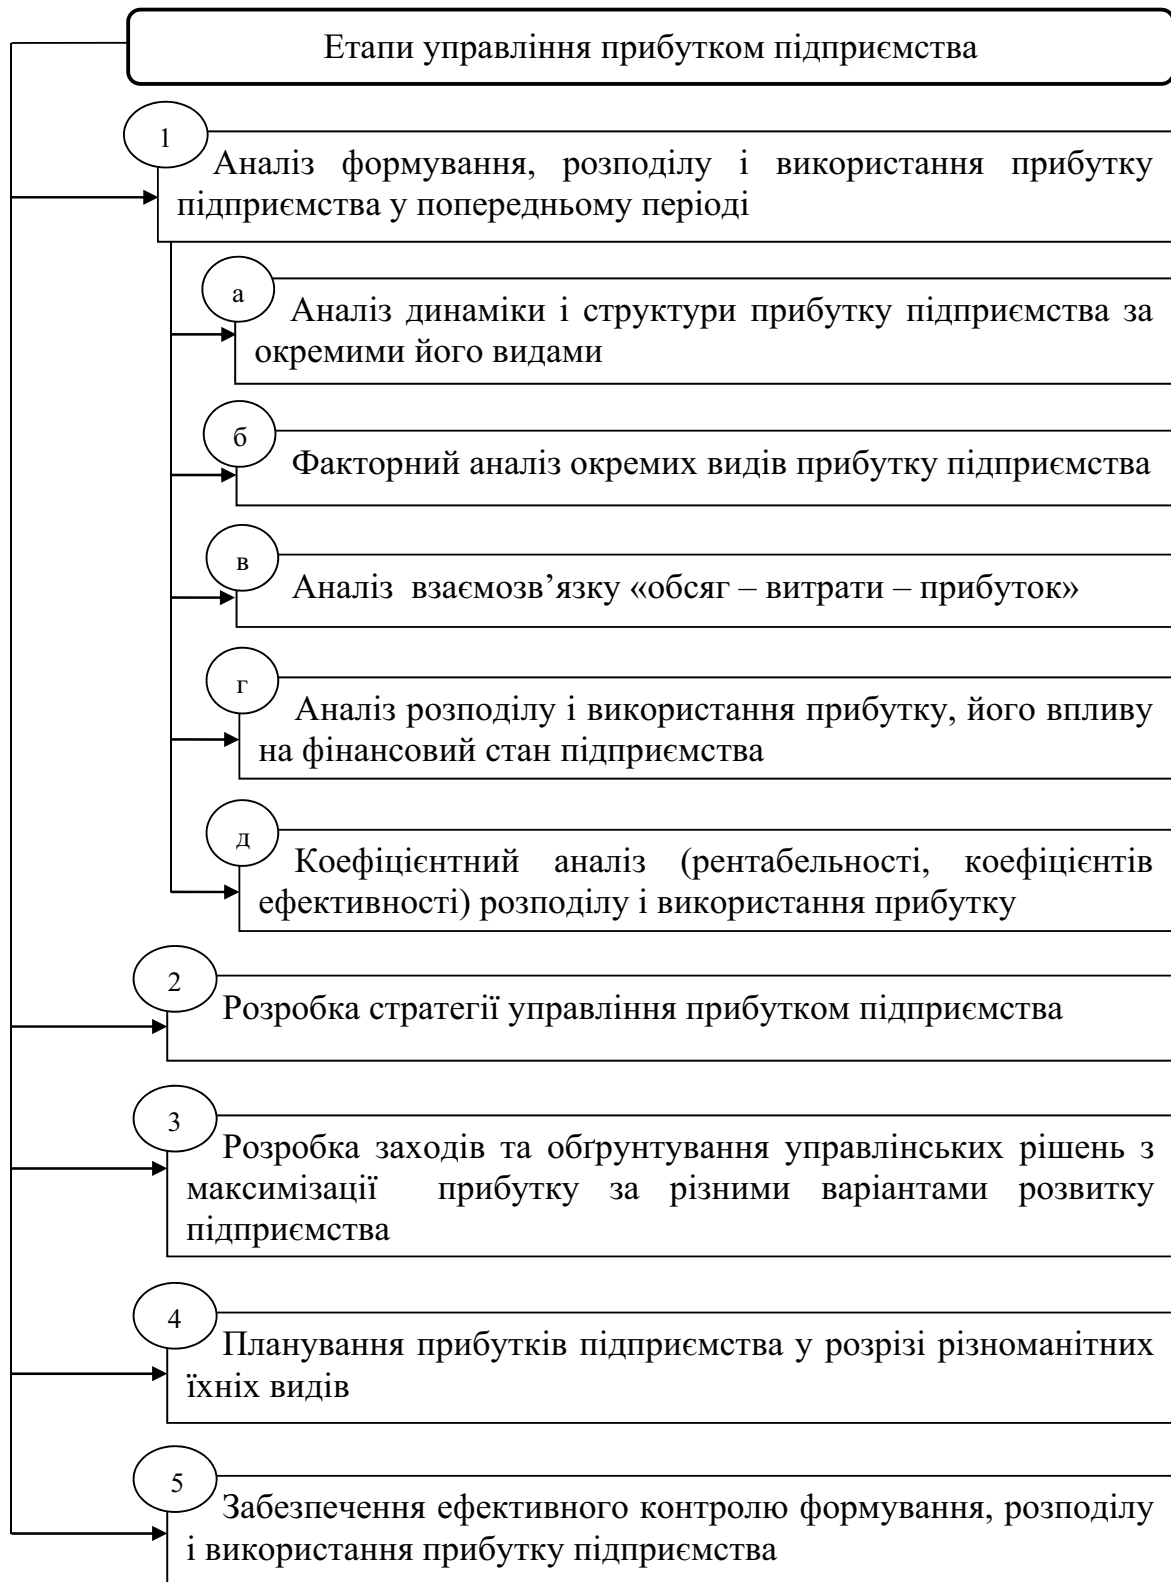 Етапи управління прибутком підприємства
1
Аналіз формування, розподілу і використання прибутку
підприємства у попередньому періоді
а
Аналіз динаміки і структури прибутку підприємства за
окремими його видами
б
Факторний аналіз окремих видів прибутку підприємства
в
Аналіз взаємозв’язку «обсяг – витрати – прибуток»
г
Аналіз розподілу і використання прибутку, його впливу
на фінансовий стан підприємства
д
Коефіцієнтний аналіз (рентабельності, коефіцієнтів
ефективності) розподілу і використання прибутку
2
Розробка стратегії управління прибутком підприємства
3
Розробка заходів та обґрунтування управлінських рішень з
максимізації прибутку за різними варіантами розвитку
підприємства
4
Планування прибутків підприємства у розрізі різноманітних
їхніх видів
5
Забезпечення ефективного контролю формування, розподілу
і використання прибутку підприємства